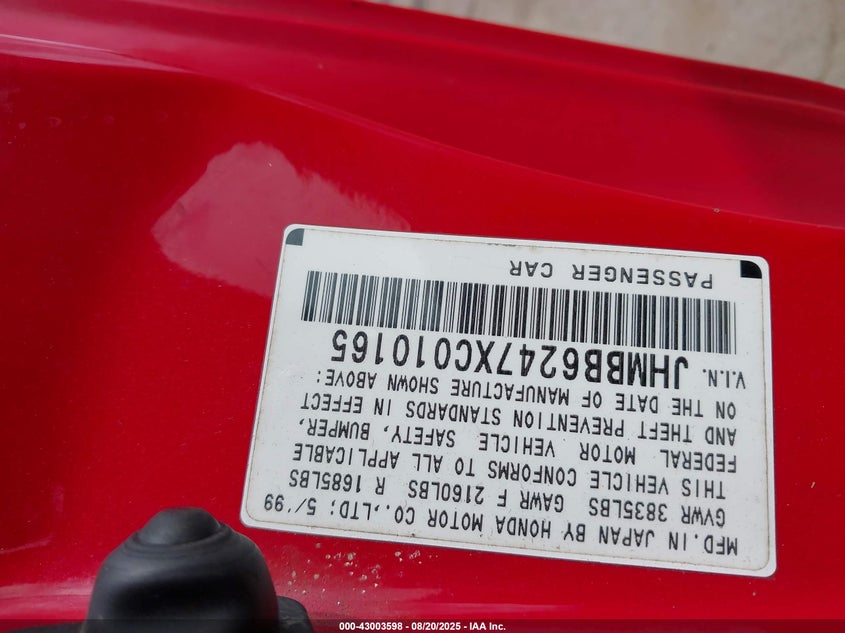 MFD.IN JAPAN BY HONDA MOTOR CO.,LTD; 5/'99
GVWR 3835LBS GAWR F 2160LBS R 1685LBS
THIS VEHICLE CONFORMS TO ALL APPLICABLE
FEDERAL MOTOR VEHICLE SAFETY, BUMPER,
AND THEFT PREVENTION STANDARDS IN EFFECT
ON THE DATE OF MANUFACTURE SHOWN ABOVE:
V.I.N. JHMBB6247XC010165
PASSENGER CAR
000-43003598 - 08/20/2025 - IAA Inc.